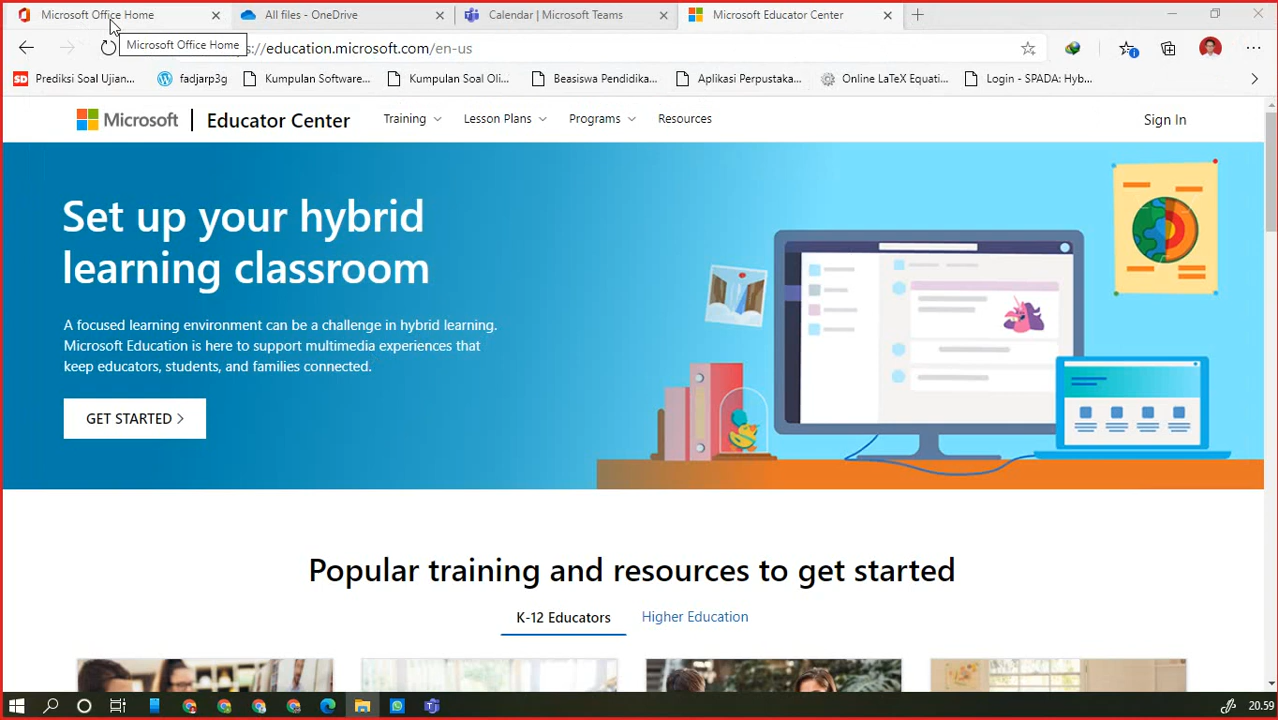 Microsoft Office Home
All files - OneDrive
Calendar | Microsoft Teams
Microsoft Educator Center
Microsoft Office Home
://education.microsoft.com/en-us
SD Prediksi Soal Ujian...
fadjarp3g
Kumpulan Software...
Kumpulan Soal Oli...
Beasiswa Pendidika...
Aplikasi Perpustaka...
Online LaTeX Equati...
Login - SPADA: Hyb...
Microsoft
Educator Center
Training
Lesson Plans
Programs
Resources
Sign In
Set up your hybrid
learning classroom
A focused learning environment can be a challenge in hybrid learning.
Microsoft Education is here to support multimedia experiences that
keep educators, students, and families connected.
GET STARTED
Popular training and resources to get started
K-12 Educators
Higher Education
20.59